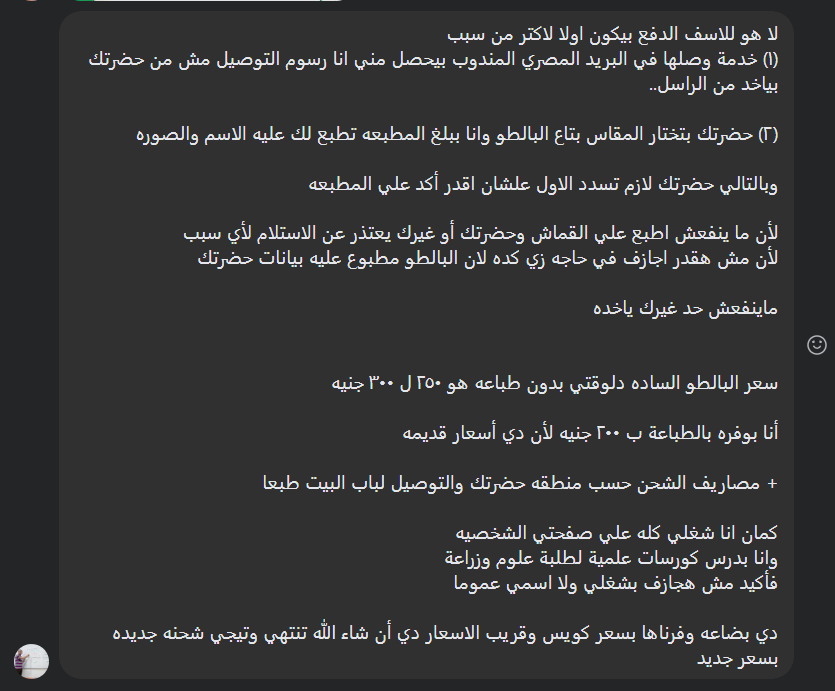 لا هو للاسف الدفع بيكون اولا لاكتر من سبب
(١) خدمة وصلها في البريد المصري المندوب بيحصل مني انا رسوم التوصيل مش من حضرتك
بياخد من الراسل..
(٢) حضرتك بتختار المقاس بتاع البالطو وانا ببلغ المطبعه تطبع لك عليه الاسم والصوره
وبالتالي حضرتك لازم تسدد الاول علشان اقدر أكد علي المطبعه
لأن ما ينفعش اطبع علي القماش وحضرتك أو غيرك يعتذر عن الاستلام لأي سبب
لأن مش هقدر اجازف في حاجه زي كده لان البالطو مطبوع عليه بيانات حضرتك
ماينفعش حد غيرك ياخده
سعر البالطو الساده دلوقتي بدون طباعه هو ٢٥٠ ل ٣٠٠ جنيه
أنا بوفره بالطباعة ب ٢٠٠ جنيه لأن دي أسعار قديمه
+ مصاريف الشحن حسب منطقه حضرتك والتوصيل لباب البيت طبعا
كمان انا شغلي كله علي صفحتي الشخصيه
وانا بدرس كورسات علمية لطلبة علوم وزراعة
فأكيد مش هجازف بشغلي ولا اسمي عموما
دي بضاعه وفرناها بسعر كويس وقريب الاسعار دي أن شاء الله تنتهي وتيجي شحنه جديده
بسعر جديد